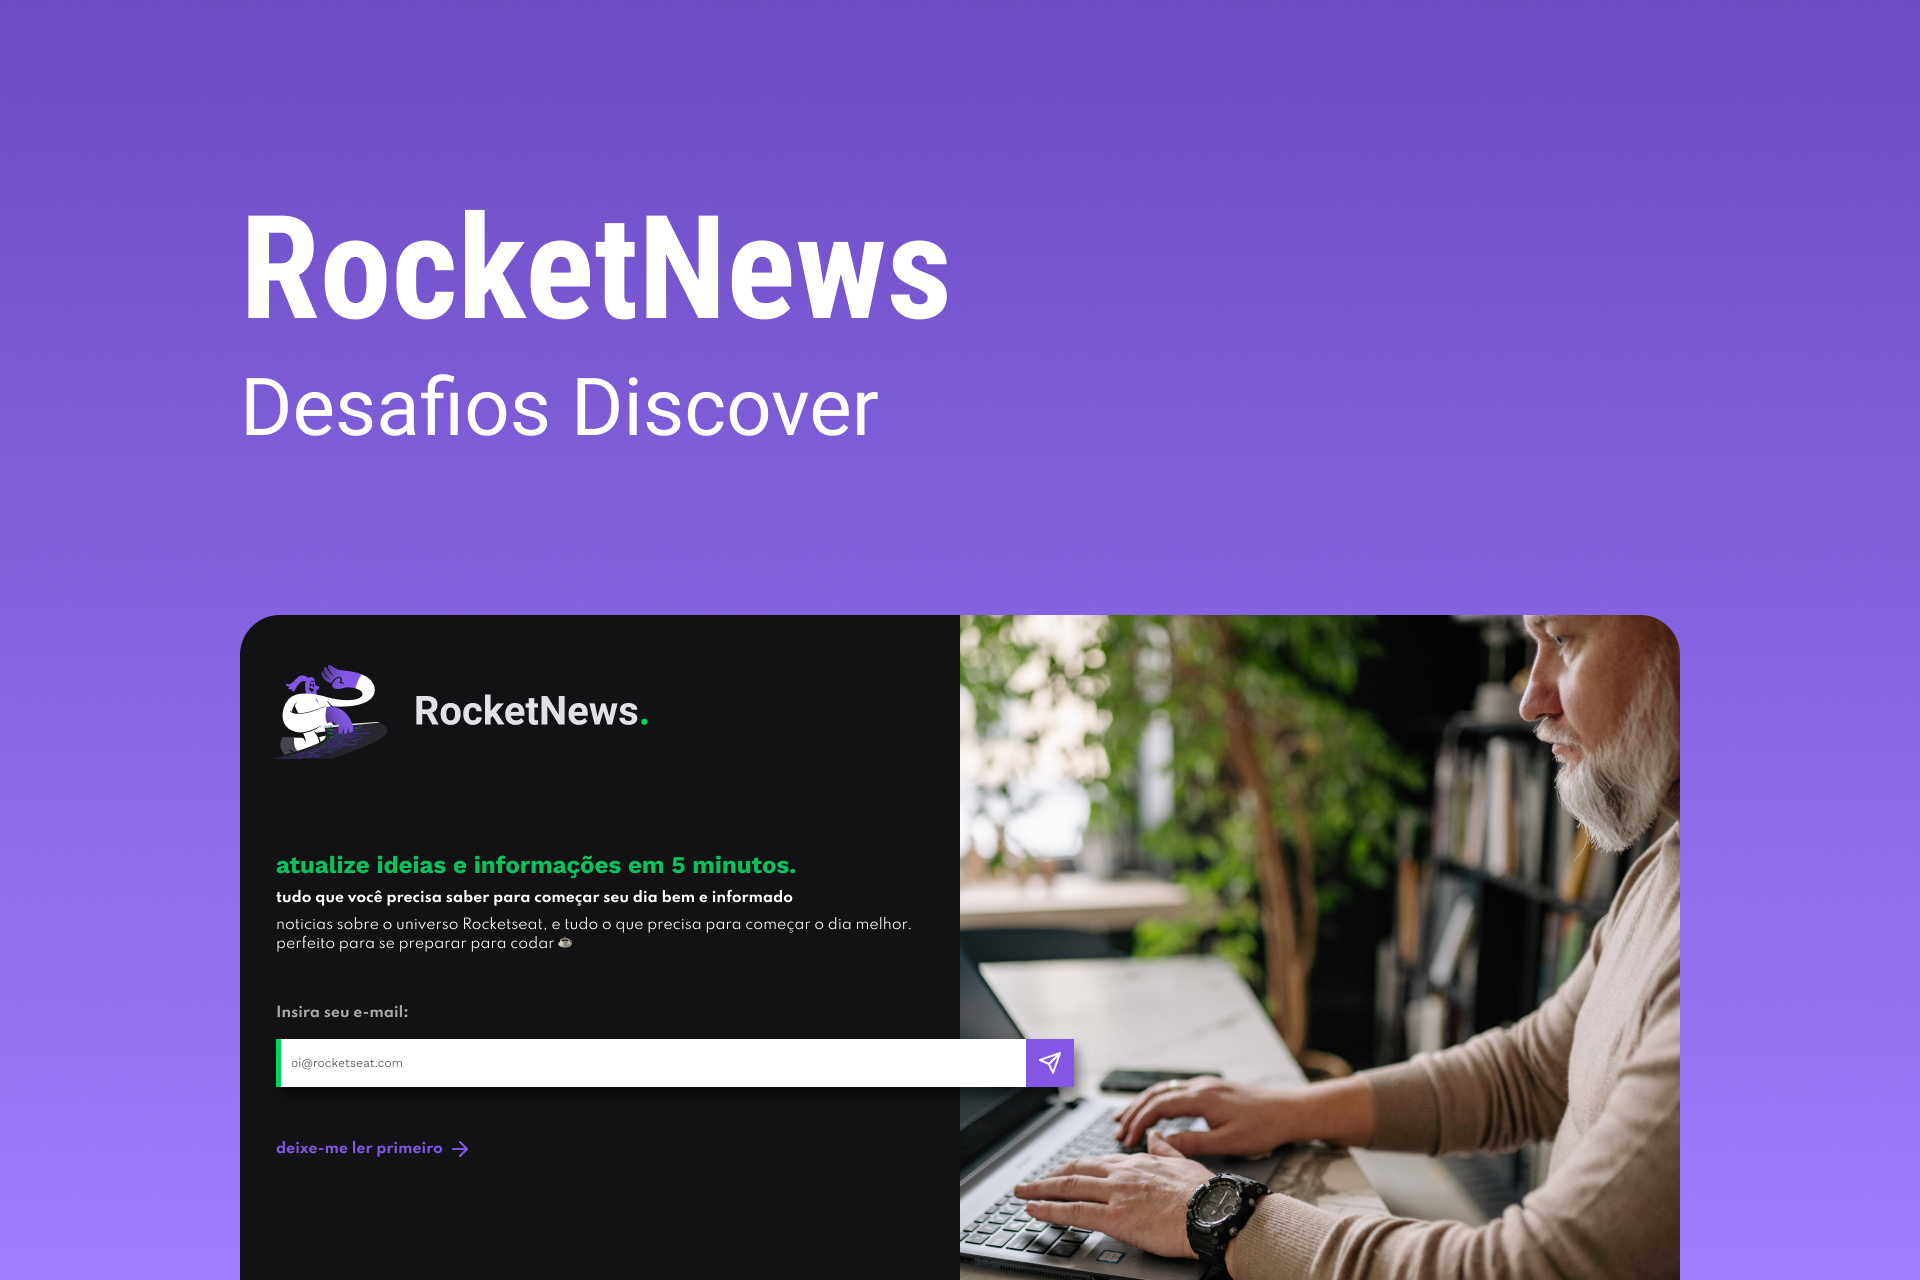 RocketNews
Desafios Discover
RocketNews.
atualize ideias e informações em 5 minutos.
tudo que você precisa saber para começar seu dia bem e informado
noticias sobre o universo Rocketseat, e tudo o que precisa para começar o dia melhor.
perfeito para se preparar para codar ☕
Insira seu e-mail:
oi@rocketseat.com
deixe-me ler primeiro →